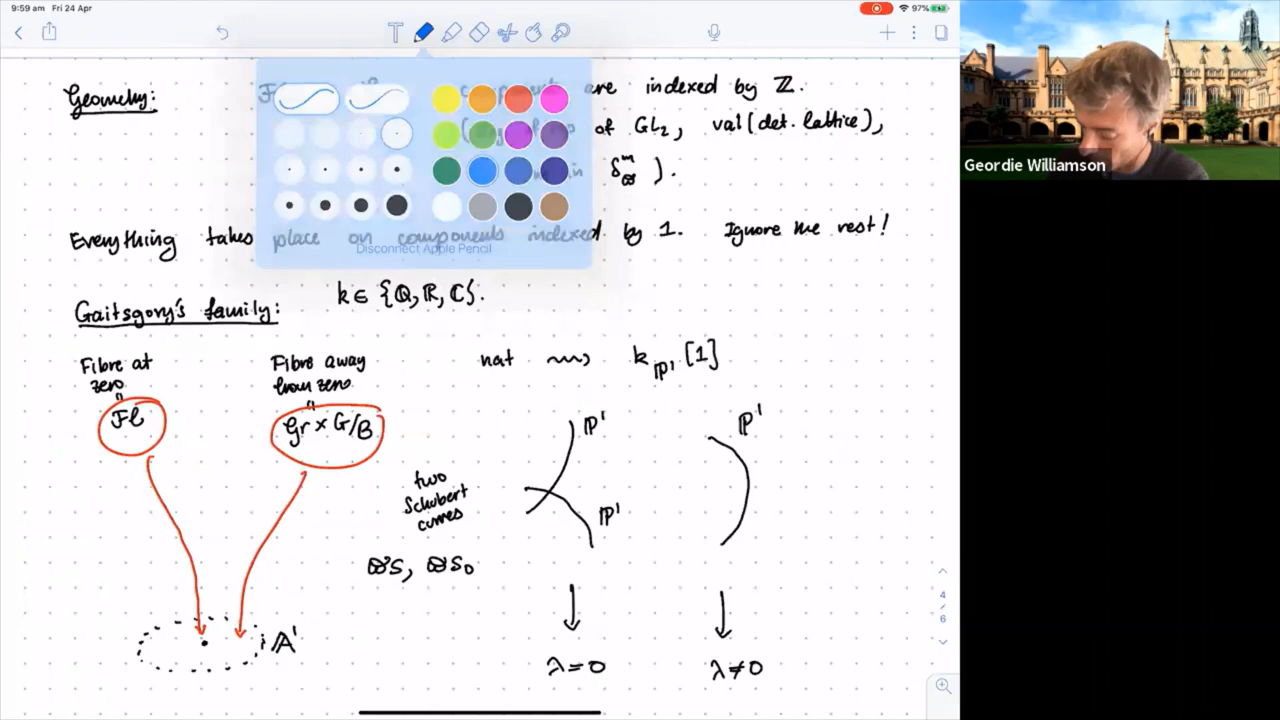 9:59 am Fri 24 Apr
97%
Geometry:
are indexed by ℤ.
of GL₂, val(det. lattice),
).
Everything takes place on components indexed by 1. Ignore the rest!
Disconnect Apple Pencil
Gaitsgory's family:
k ∈ {ℚ, ℝ, ℂ}.
Fibre at zero
=
Fl
Fibre away from zero
=
Gr × G/B
nat ⇝ k_ℙ¹ [1]
ℙ¹
ℙ¹
ℙ¹
two
Schubert
curves
𝔸¹
λ=0
λ≠0
4
/
6
Geordie Williamson